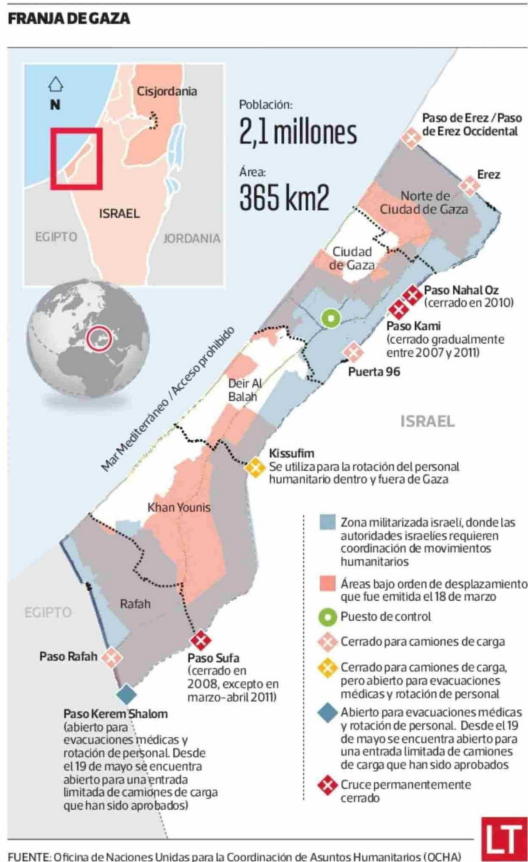 FRANJA DE GAZA
N
Cisjordania
ISRAEL
EGIPTO
JORDANIA
Población:
2,1 millones
Área:
365 km2
Paso de Erez /Paso
de Erez Occidental
Erez
Norte de
Ciudad de Gaza
Ciudad
de Gaza
Paso Nahal Oz
(cerrado en 2010)
Paso Kami
(cerrado gradualmente
entre 2007 y 2011)
Puerta 96
Mar Mediterráneo /Acceso prohibido
Deir Al
Balah
ISRAEL
Kissufim
Se utiliza para la rotación del personal
humanitario dentro y fuera de Gaza
Khan Younis
Rafah
EGIPTO
Paso Rafah
Paso Sufa
(cerrado en
2008, excepto en
marzo-abril 2011)
Paso Kerem Shalom
(abierto para
evacuaciones médicas y
rotación de personal. Desde
el 19 de mayo se encuentra
abierto para una entrada
limitada de camiones de carga
que han sido aprobados)
Zona militarizada israelí, donde las
autoridades israelíes requieren
coordinación de movimientos
humanitarios
Áreas bajo orden de desplazamiento
que fue emitida el 18 de marzo
Puesto de control
Cerrado para camiones de carga
Cerrado para camiones de carga,
pero abierto para evacuaciones
médicas y rotación de personal
Abierto para evacuaciones médicas
y rotación de personal. Desde el 19
de mayo se encuentra abierto para
una entrada limitada de camiones
de carga que han sido aprobados
Cruce permanentemente
cerrado
LT
FUENTE: Oficina de Naciones Unidas para la Coordinación de Asuntos Humanitarios (OCHA)